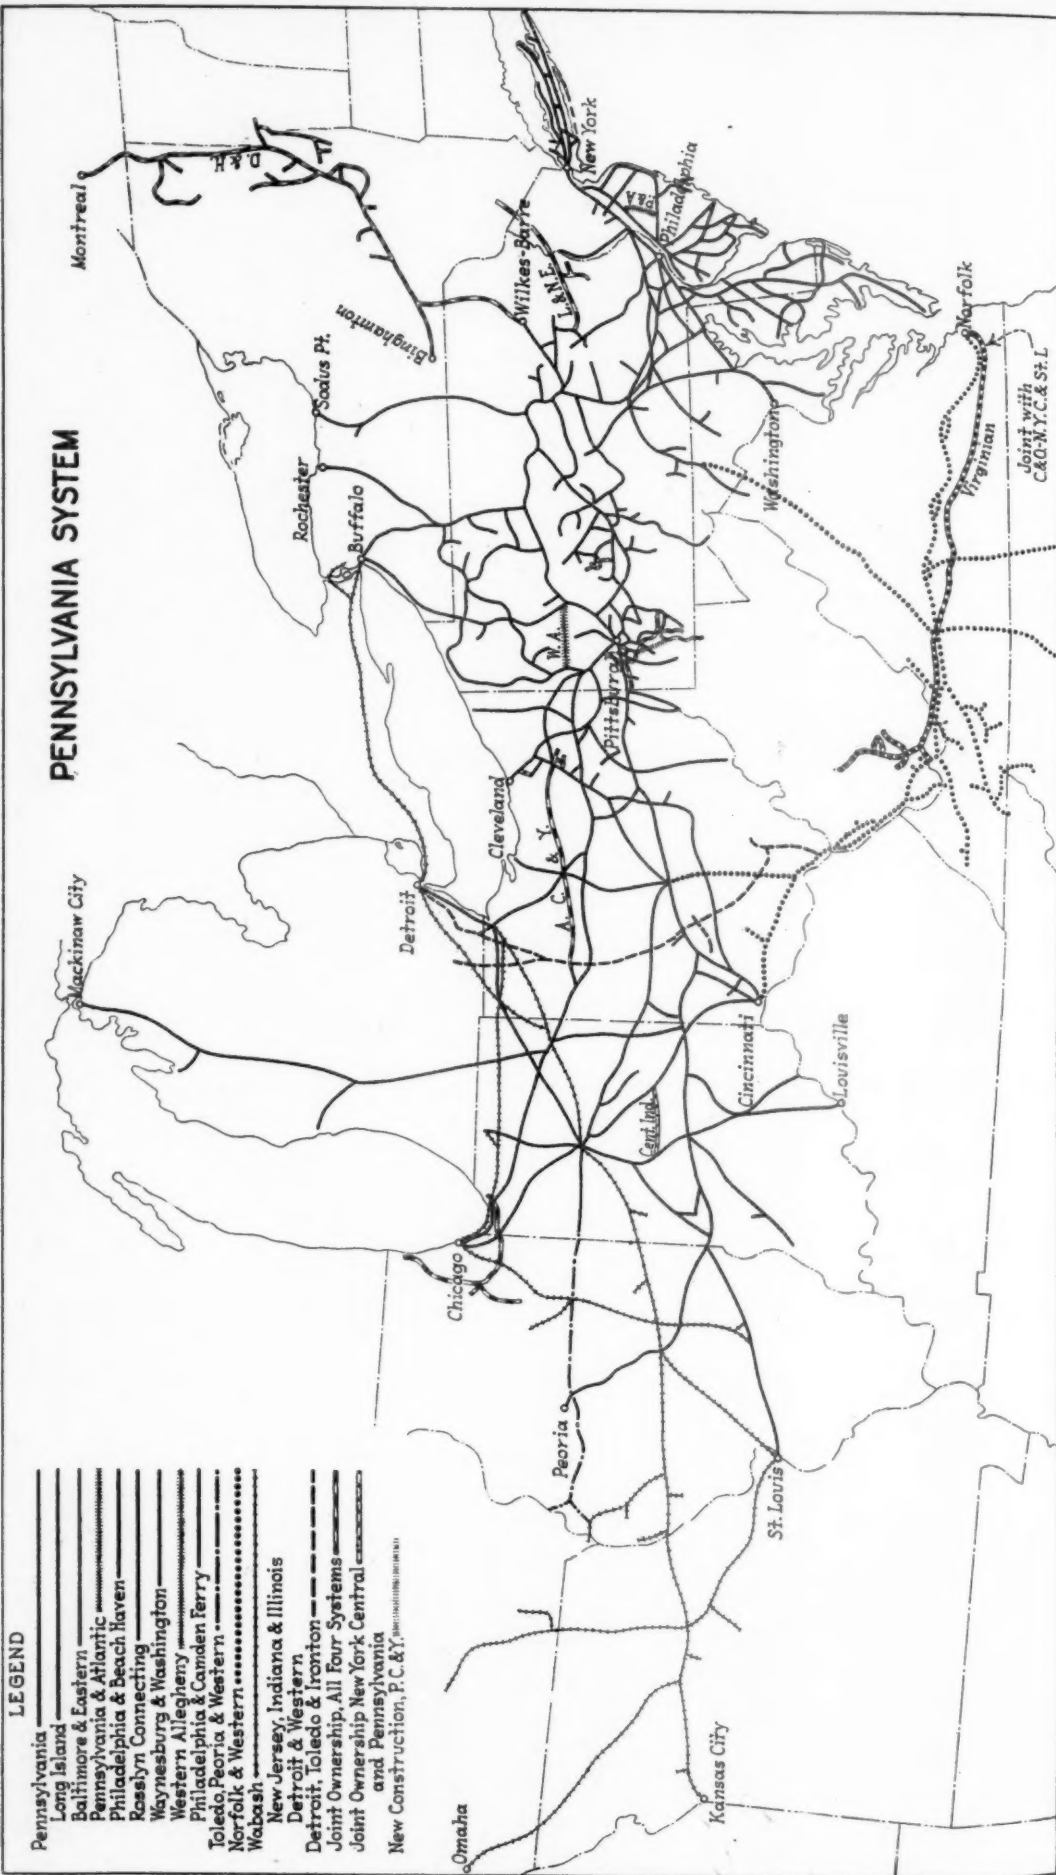 PENNSYLVANIA SYSTEM
LEGEND
Pennsylvania
Long Island
Baltimore & Eastern
Pennsylvania & Atlantic
Philadelphia & Beach Haven
Rosslyn Connecting
Waynesburg & Washington
Western Allegheny
Philadelphia & Camden Ferry
Toledo, Peoria & Western
Norfolk & Western
Wabash
New Jersey, Indiana & Illinois
Detroit & Western
Detroit, Toledo & Ironton
Joint Ownership, All Four Systems
Joint Ownership New York Central
and Pennsylvania
New Construction, P.C.&Y.
Omaha
Kansas City
St. Louis
Peoria
Chicago
Mackinaw City
Detroit
Cleveland
A. C. & Y.
Cent. Ind.
Cincinnati
Louisville
Pittsburg
W. A.
Buffalo
Rochester
Sodus Pt.
Binghamton
Montreal
D. & H.
Wilkes-Barre
L. & N.E.
New York
Philadelphia
Washington
Norfolk
Virginian
Joint with
C&O-N.Y.C.& St. L